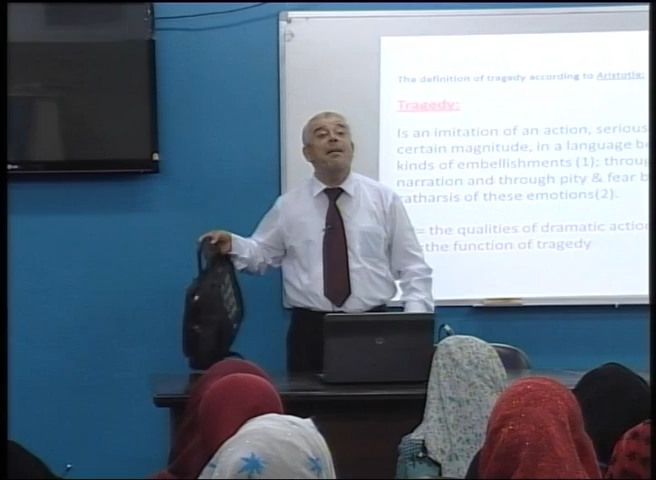 The definition of tragedy according to Aristotle:
Tragedy:
Is an imitation of an action, serious
certain magnitude, in a language
kinds of embellishments (1); through
narration and through pity & fear
catharsis of these emotions(2).
= the qualities of dramatic action
the function of tragedy